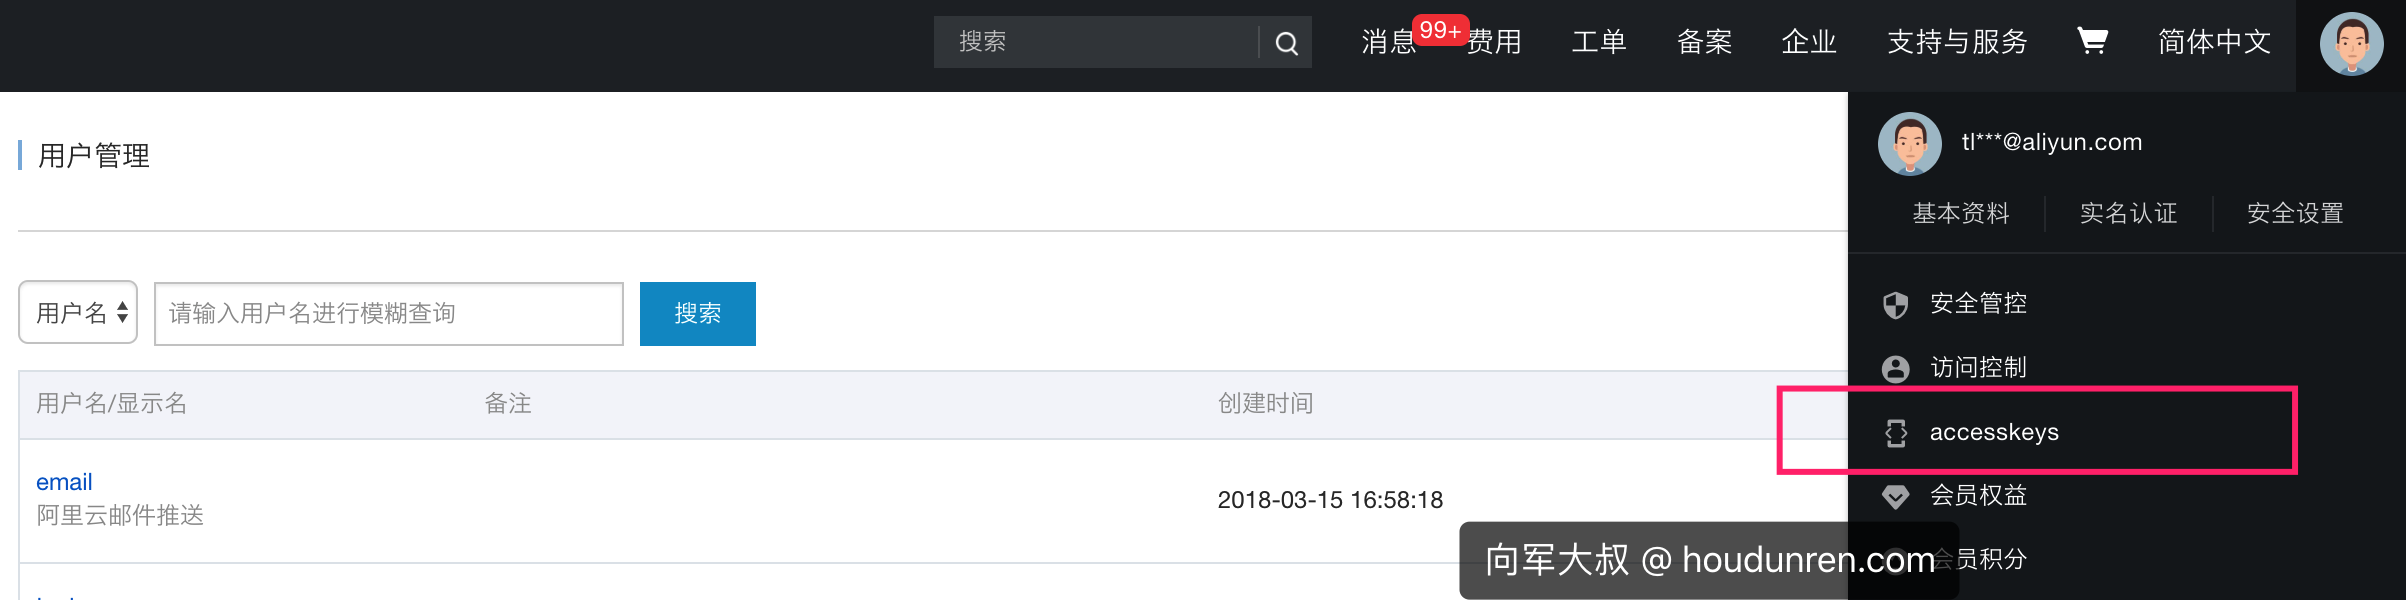 搜索
消息 99+ 费用 工单 备案 企业 支持与服务 简体中文
用户管理
tl***@aliyun.com
基本资料 实名认证 安全设置
用户名 请输入用户名进行模糊查询 搜索
安全管控
访问控制
用户名/显示名 备注 创建时间
accesskeys
email
阿里云邮件推送
2018-03-15 16:58:18
会员权益
会员积分
向军大叔 @ houdunren.com